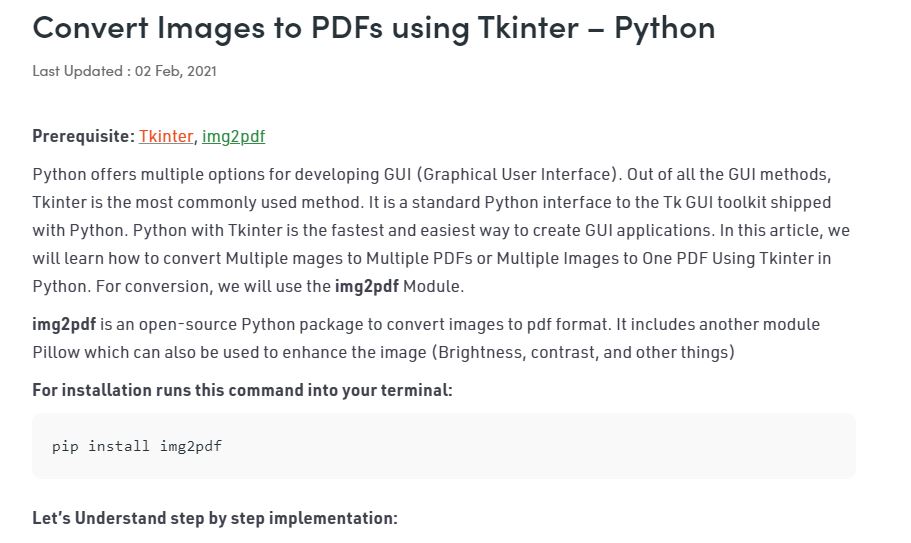 Convert Images to PDFs using Tkinter – Python
Last Updated : 02 Feb, 2021
Prerequisite: Tkinter, img2pdf
Python offers multiple options for developing GUI (Graphical User Interface). Out of all the GUI methods,
Tkinter is the most commonly used method. It is a standard Python interface to the Tk GUI toolkit shipped
with Python. Python with Tkinter is the fastest and easiest way to create GUI applications. In this article, we
will learn how to convert Multiple mages to Multiple PDFs or Multiple Images to One PDF Using Tkinter in
Python. For conversion, we will use the img2pdf Module.
img2pdf is an open-source Python package to convert images to pdf format. It includes another module
Pillow which can also be used to enhance the image (Brightness, contrast, and other things)
For installation runs this command into your terminal:
pip install img2pdf
Let’s Understand step by step implementation: